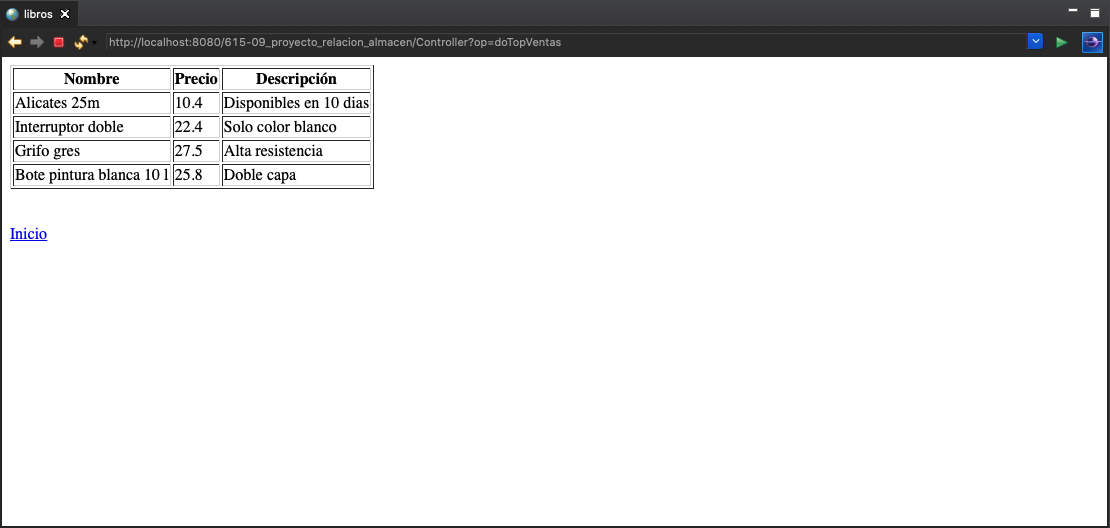 libros
http://localhost:8080/615-09_proyecto_relacion_almacen/Controller?op=doTopVentas
Nombre Precio Descripción
Alicates 25m 10.4 Disponibles en 10 dias
Interruptor doble 22.4 Solo color blanco
Grifo gres 27.5 Alta resistencia
Bote pintura blanca 10 l 25.8 Doble capa
Inicio